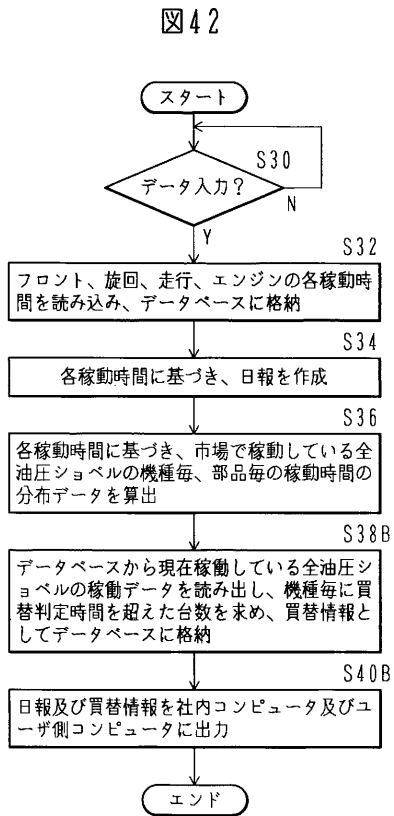 図42
スタート
S30
データ入力?
N
Y
S32
フロント、旋回、走行、エンジンの各稼動時
間を読み込み、データベースに格納
S34
各稼動時間に基づき、日報を作成
S36
各稼動時間に基づき、市場で稼動している全
油圧ショベルの機種毎、部品毎の稼動時間の
分布データを算出
S38B
データベースから現在稼働している全油圧シ
ョベルの稼働データを読み出し、機種毎に買
替判定時間を超えた台数を求め、買替情報と
してデータベースに格納
S40B
日報及び買替情報を社内コンピュータ及びユ
ーザ側コンピュータに出力
エンド